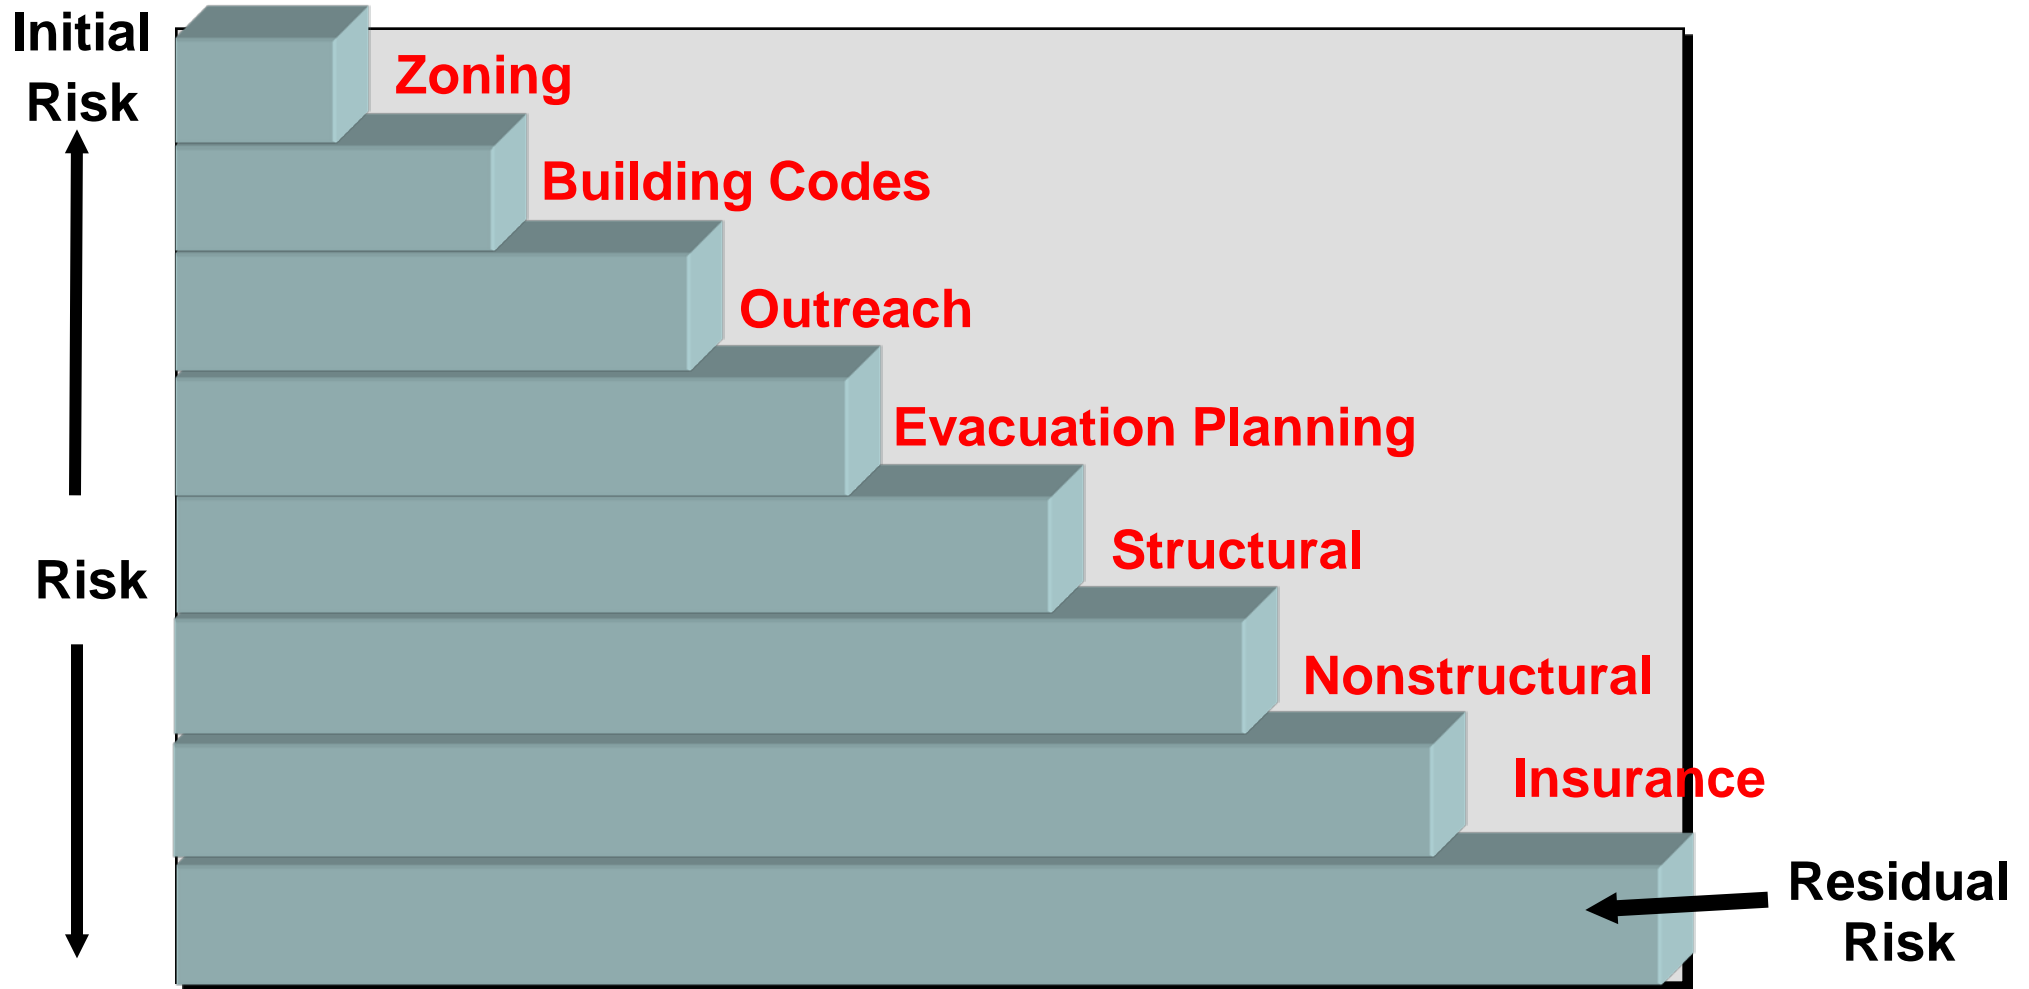 Initial
Risk
Zoning
Building Codes
Outreach
Evacuation Planning
Structural
Risk
Nonstructural
Insurance
Residual
Risk